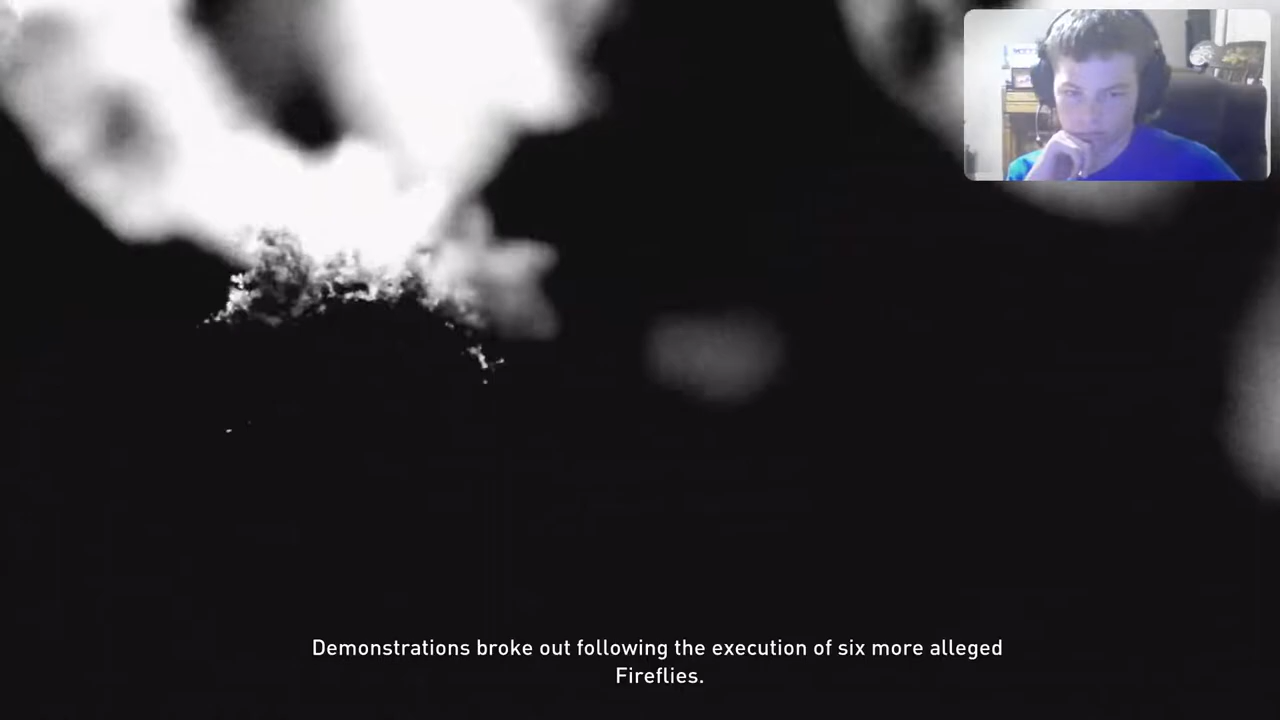 Demonstrations broke out following the execution of six more alleged
Fireflies.